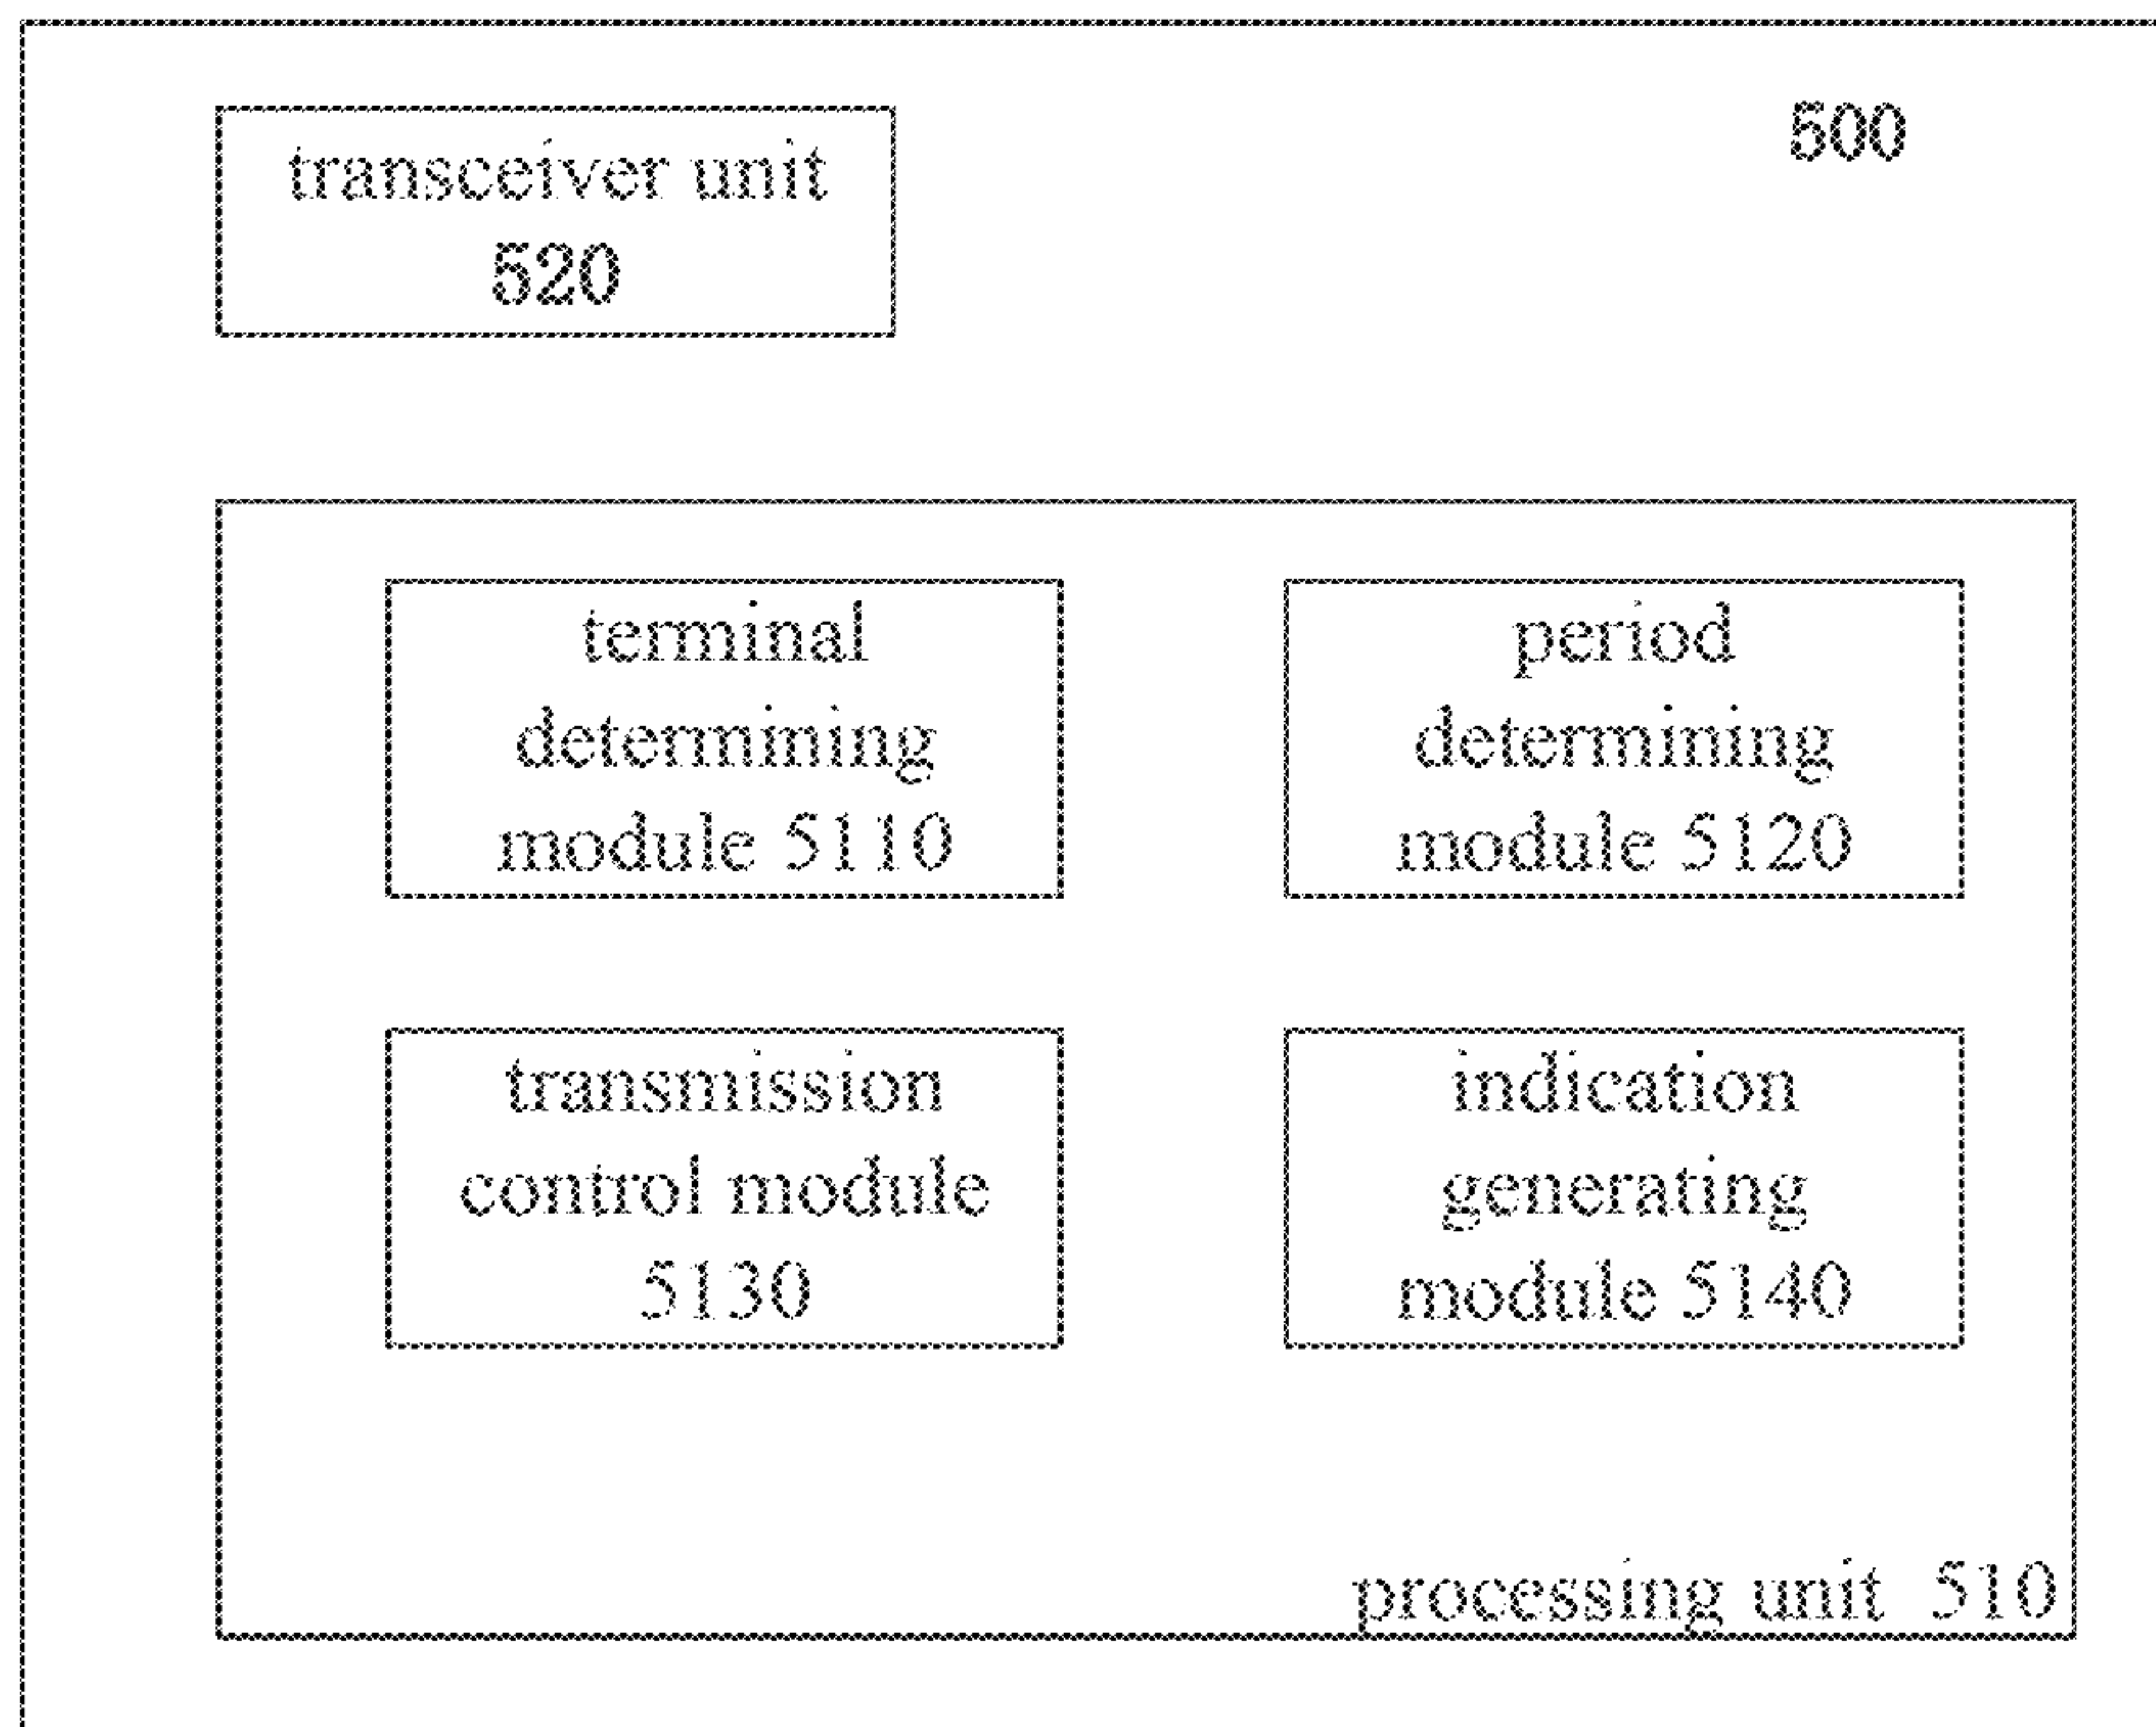 500
transceiver unit
520
terminal
determining
module 5110
period
determining
module 5120
transmission
control module
5130
indication
generating
module 5140
processing unit 510